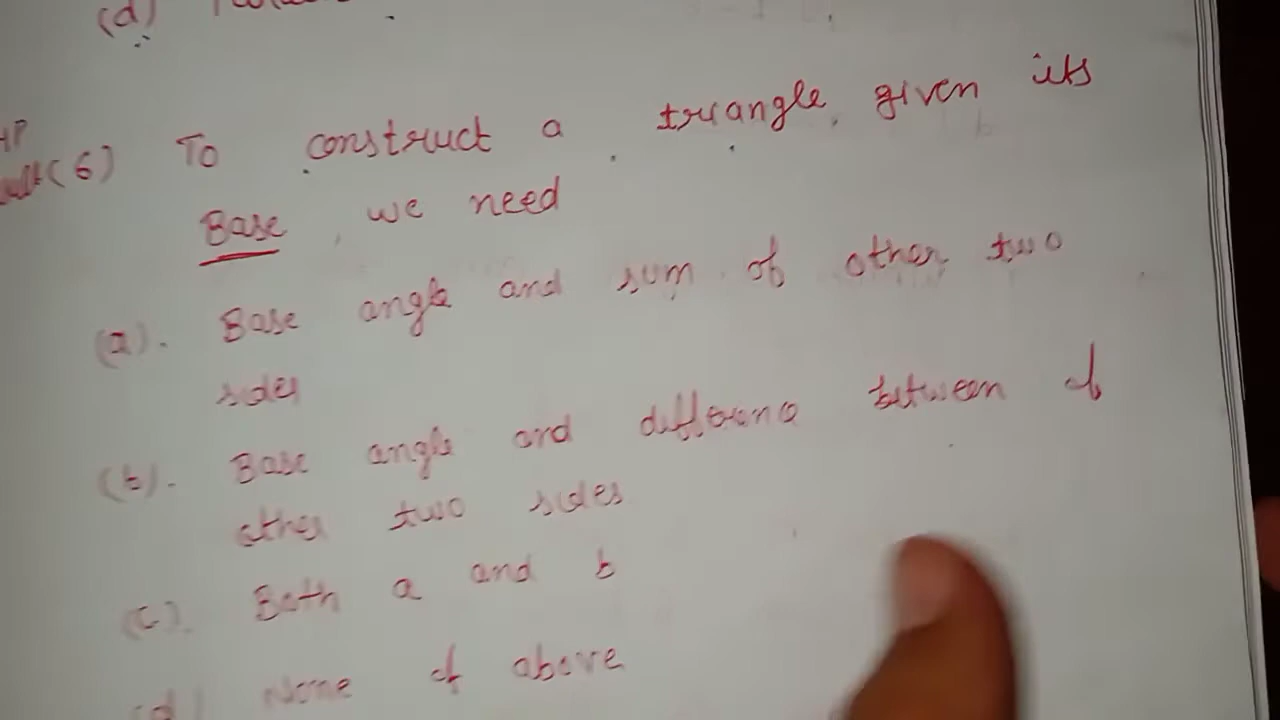 (d)
(6) To construct a triangle, given its
Base, we need
(a). Base angle and sum of other two
sides
(b). Base angle and difference between of
other two sides
(c). Both a and b
(d) None of above